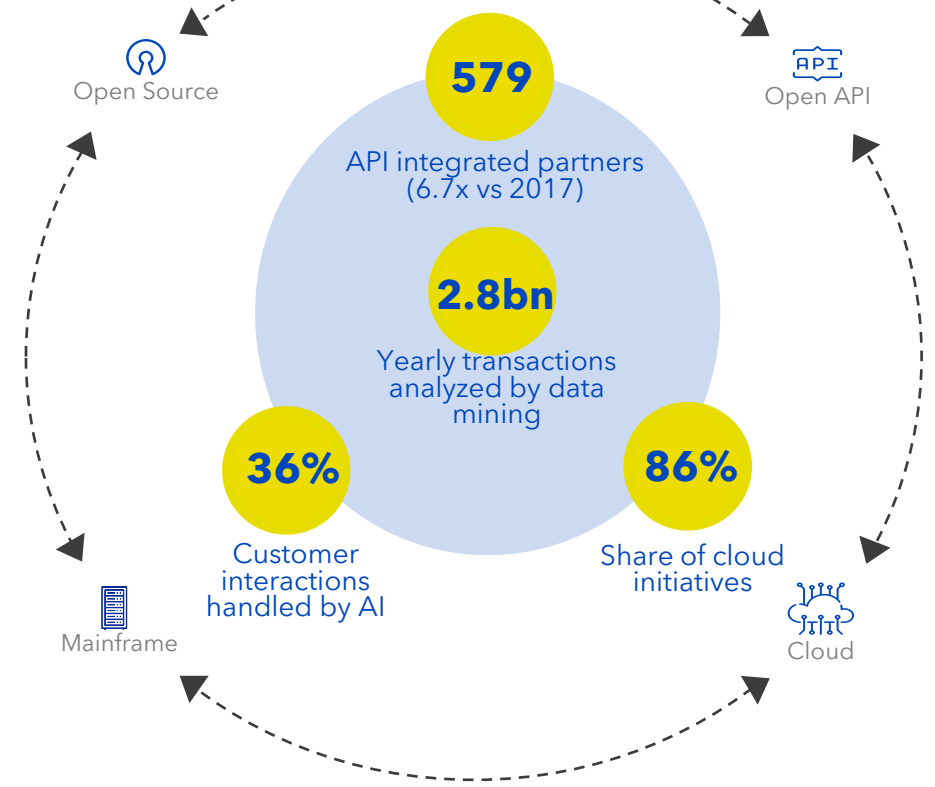 579
Open Source
API
Open API
API integrated partners
(6.7x vs 2017)
2.8bn
Yearly transactions
analyzed by data
mining
36%
86%
Customer
interactions
handled by AI
Share of cloud
initiatives
Mainframe
Cloud